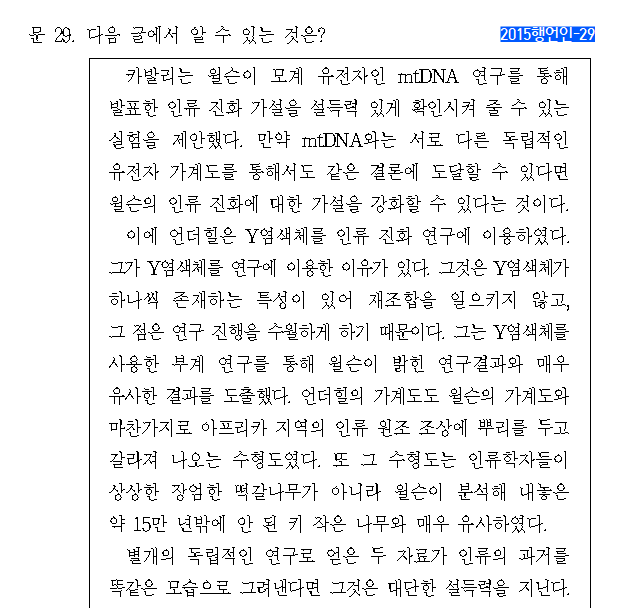 문 29. 다음 글에서 알 수 있는 것은?
2015행언인-29
카발리는 윌슨이 모계 유전자인 mtDNA 연구를 통해
발표한 인류 진화 가설을 설득력 있게 확인시켜 줄 수 있는
실험을 제안했다. 만약 mtDNA와는 서로 다른 독립적인
유전자 가계도를 통해서도 같은 결론에 도달할 수 있다면
윌슨의 인류 진화에 대한 가설을 강화할 수 있다는 것이다.
이에 언더힐은 Y염색체를 인류 진화 연구에 이용하였다.
그가 Y염색체를 연구에 이용한 이유가 있다. 그것은 Y염색체가
하나씩 존재하는 특성이 있어 재조합을 일으키지 않고,
그 점은 연구 진행을 수월하게 하기 때문이다. 그는 Y염색체를
사용한 부계 연구를 통해 윌슨이 밝힌 연구결과와 매우
유사한 결과를 도출했다. 언더힐의 가계도도 윌슨의 가계도와
마찬가지로 아프리카 지역의 인류 원조 조상에 뿌리를 두고
갈라져 나오는 수형도였다. 또 그 수형도는 인류학자들이
상상한 장엄한 떡갈나무가 아니라 윌슨이 분석해 내놓은
약 15만 년밖에 안 된 키 작은 나무와 매우 유사하였다.
별개의 독립적인 연구로 얻은 두 자료가 인류의 과거를
똑같은 모습으로 그려낸다면 그것은 대단한 설득력을 지닌다.